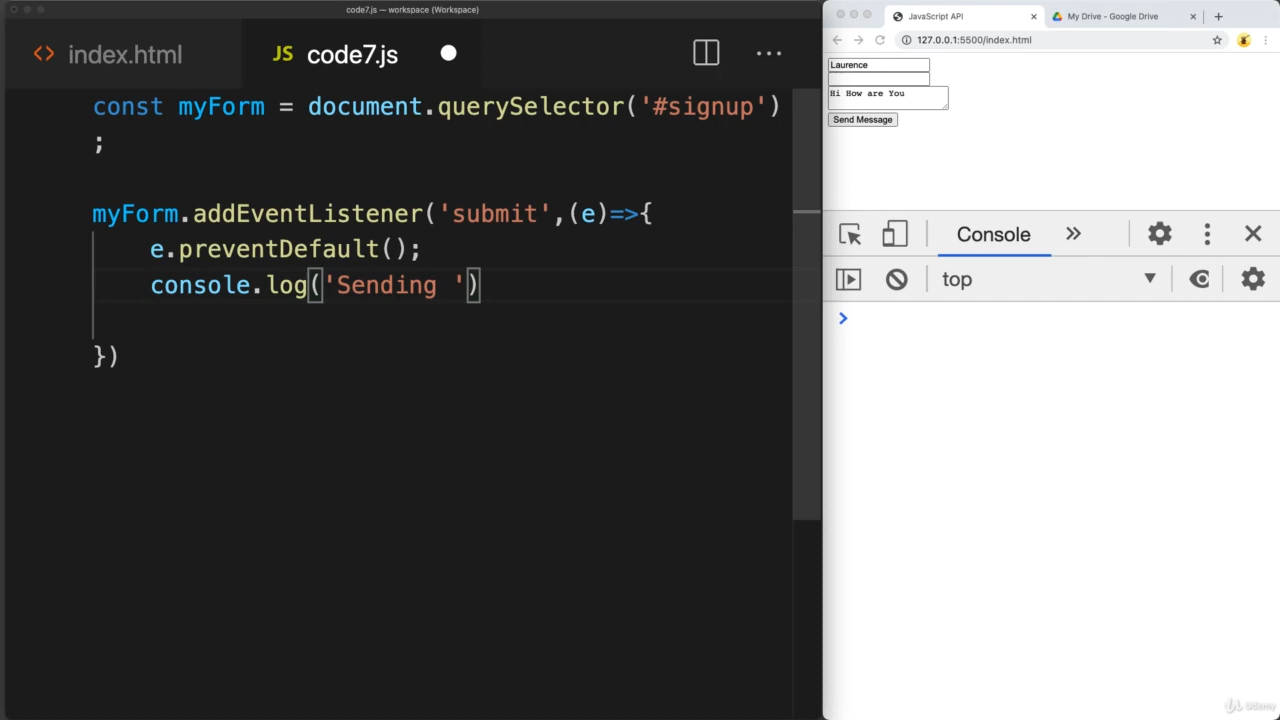 code7.js — workspace (Workspace)
<> index.html
JS code7.js
const myForm = document.querySelector('#signup')
;
myForm.addEventListener('submit',(e)=>{
e.preventDefault();
console.log('Sending ')
})
JavaScript API
My Drive - Google Drive
127.0.0.1:5500/index.html
Laurence
Hi How are You
Send Message
Console
top
Udemy